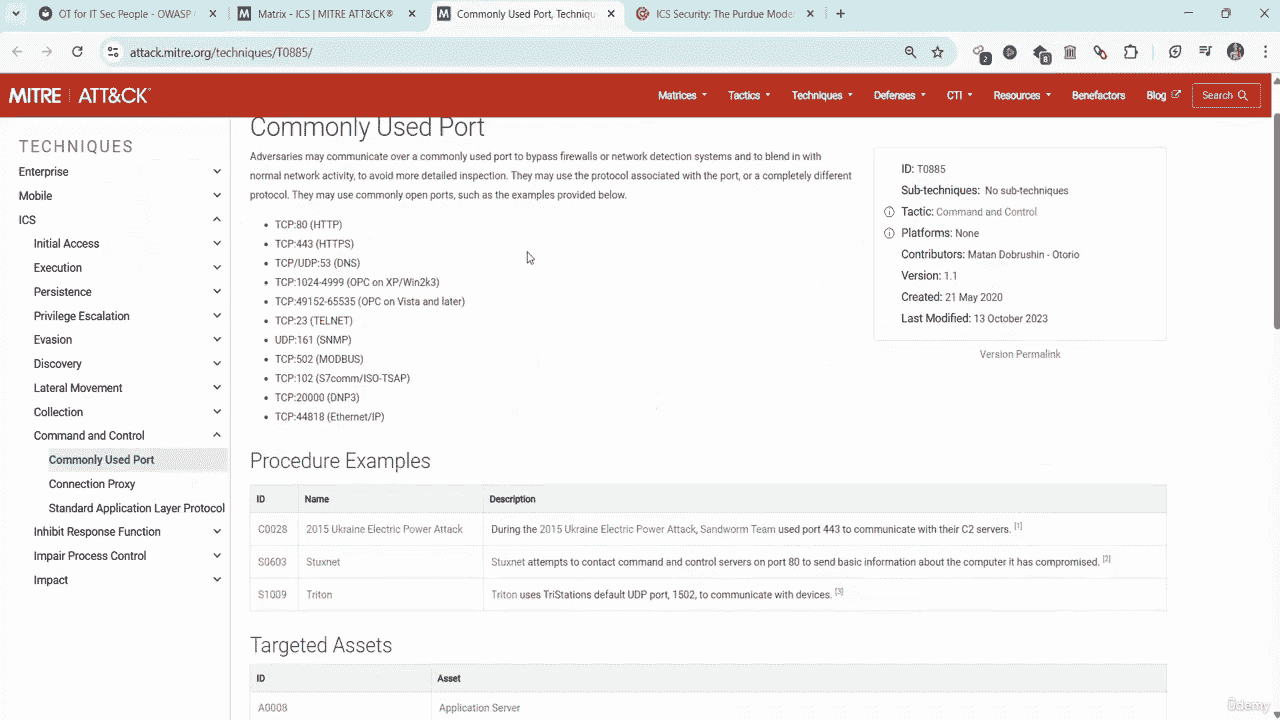 OT for IT Sec People - OWASP
Matrix - ICS | MITRE ATT&CK®
Commonly Used Port, Techniqu
ICS Security: The Purdue Model
attack.mitre.org/techniques/T0885/
2
8
MITRE | ATT&CK®
Matrices
Tactics
Techniques
Defenses
CTI
Resources
Benefactors
Blog
Search
TECHNIQUES
Enterprise
Mobile
ICS
Initial Access
Execution
Persistence
Privilege Escalation
Evasion
Discovery
Lateral Movement
Collection
Command and Control
Commonly Used Port
Connection Proxy
Standard Application Layer Protocol
Inhibit Response Function
Impair Process Control
Impact
Commonly Used Port
Adversaries may communicate over a commonly used port to bypass firewalls or network detection systems and to blend in with
normal network activity, to avoid more detailed inspection. They may use the protocol associated with the port, or a completely different
protocol. They may use commonly open ports, such as the examples provided below.
• TCP:80 (HTTP)
• TCP:443 (HTTPS)
• TCP/UDP:53 (DNS)
• TCP:1024-4999 (OPC on XP/Win2k3)
• TCP:49152-65535 (OPC on Vista and later)
• TCP:23 (TELNET)
• UDP:161 (SNMP)
• TCP:502 (MODBUS)
• TCP:102 (S7comm/ISO-TSAP)
• TCP:20000 (DNP3)
• TCP:44818 (Ethernet/IP)
ID: T0885
Sub-techniques: No sub-techniques
Tactic: Command and Control
Platforms: None
Contributors: Matan Dobrushin - Otorio
Version: 1.1
Created: 21 May 2020
Last Modified: 13 October 2023
Version Permalink
Procedure Examples
ID Name Description
C0028 2015 Ukraine Electric Power Attack During the 2015 Ukraine Electric Power Attack, Sandworm Team used port 443 to communicate with their C2 servers. [1]
S0603 Stuxnet Stuxnet attempts to contact command and control servers on port 80 to send basic information about the computer it has compromised. [2]
S1009 Triton Triton uses TriStations default UDP port, 1502, to communicate with devices. [3]
Targeted Assets
ID Asset
A0008 Application Server
Udemy